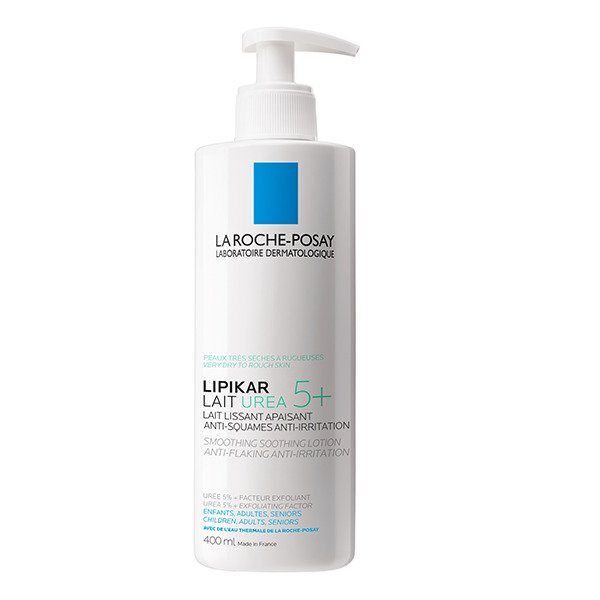 LA ROCHE-POSAY
LABORATOIRE DERMATOLOGIQUE
PEAUX TRÈS SÈCHES À RUGUEUSES
VERY DRY TO ROUGH SKIN
LIPIKAR
LAIT UREA 5+
LAIT LISSANT APAISANT
ANTI-SQUAMES ANTI-IRRITATION
SMOOTHING SOOTHING LOTION
ANTI-FLAKING ANTI-IRRITATION
URÉE 5% + FACTEUR EXFOLIANT
UREA 5% + EXFOLIATING FACTOR
ENFANTS, ADULTES, SENIORS
CHILDREN, ADULTS, SENIORS
AVEC DE L'EAU THERMALE DE LA ROCHE-POSAY
400 ml Made in France